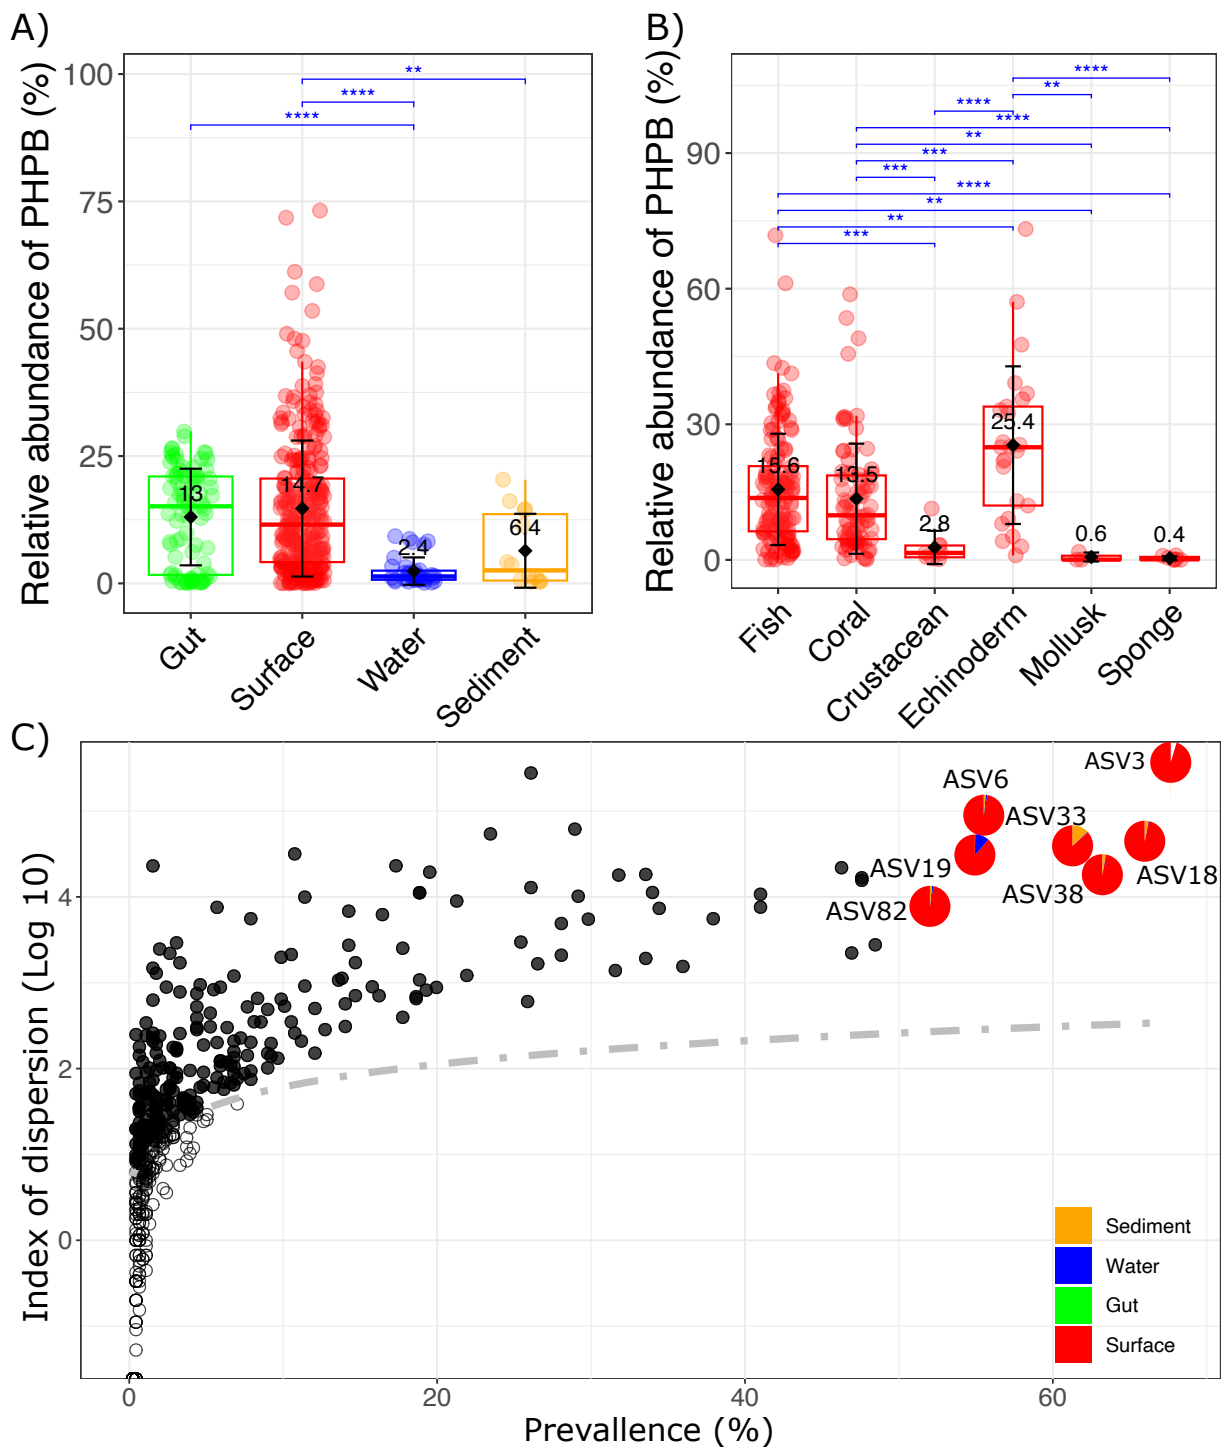 A)
Relative abundance of PHPB (%)
100
75
50
25
0
**
****
****
13
14.7
2.4
6.4
Gut
Surface
Water
Sediment
B)
Relative abundance of PHPB (%)
90
60
30
0
****
**
****
****
**
***
***
****
**
**
***
15.6
13.5
2.8
25.4
0.6
0.4
Fish
Coral
Crustacean
Echinoderm
Mollusk
Sponge
C)
Index of dispersion (Log 10)
4
2
0
ASV3
ASV6
ASV33
ASV19
ASV18
ASV38
ASV82
Sediment
Water
Gut
Surface
0
20
40
60
Prevallence (%)